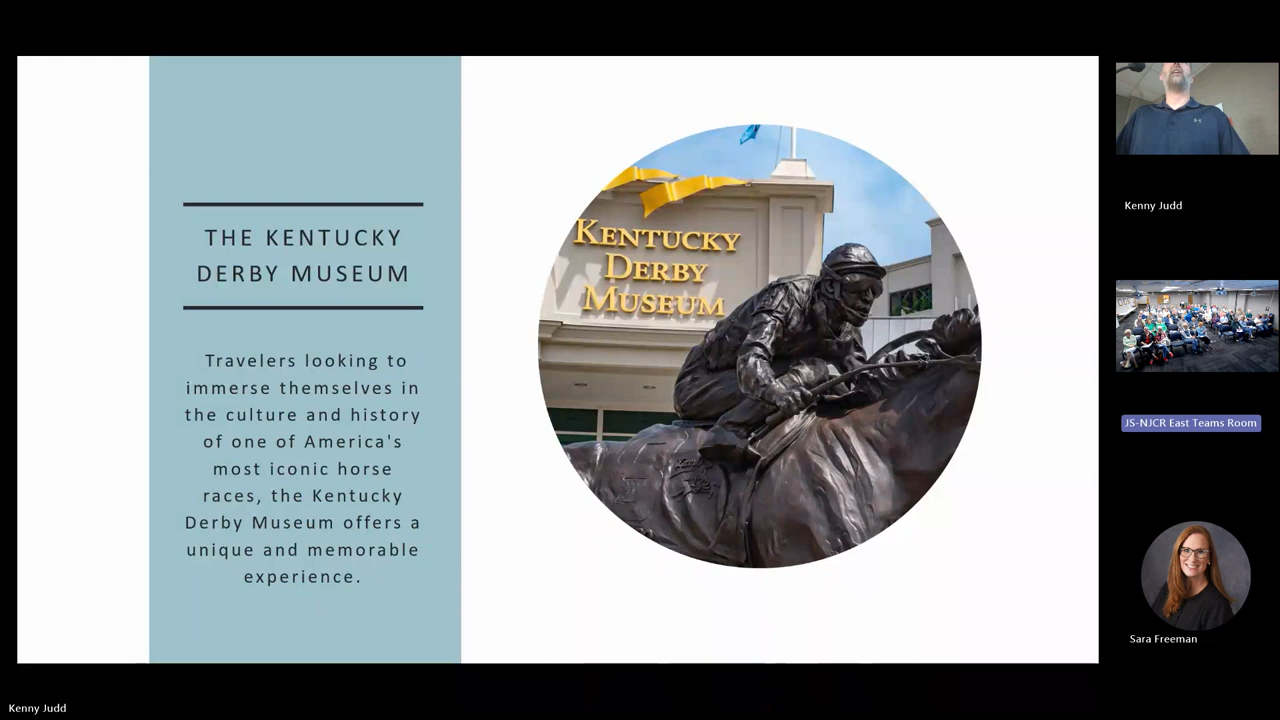 THE KENTUCKY
DERBY MUSEUM
Travelers looking to
immerse themselves in
the culture and history
of one of America's
most iconic horse
races, the Kentucky
Derby Museum offers a
unique and memorable
experience.
KENTUCKY
DERBY
MUSEUM
Kenny Judd
JS-NJCR East Teams Room
Sara Freeman
Kenny Judd